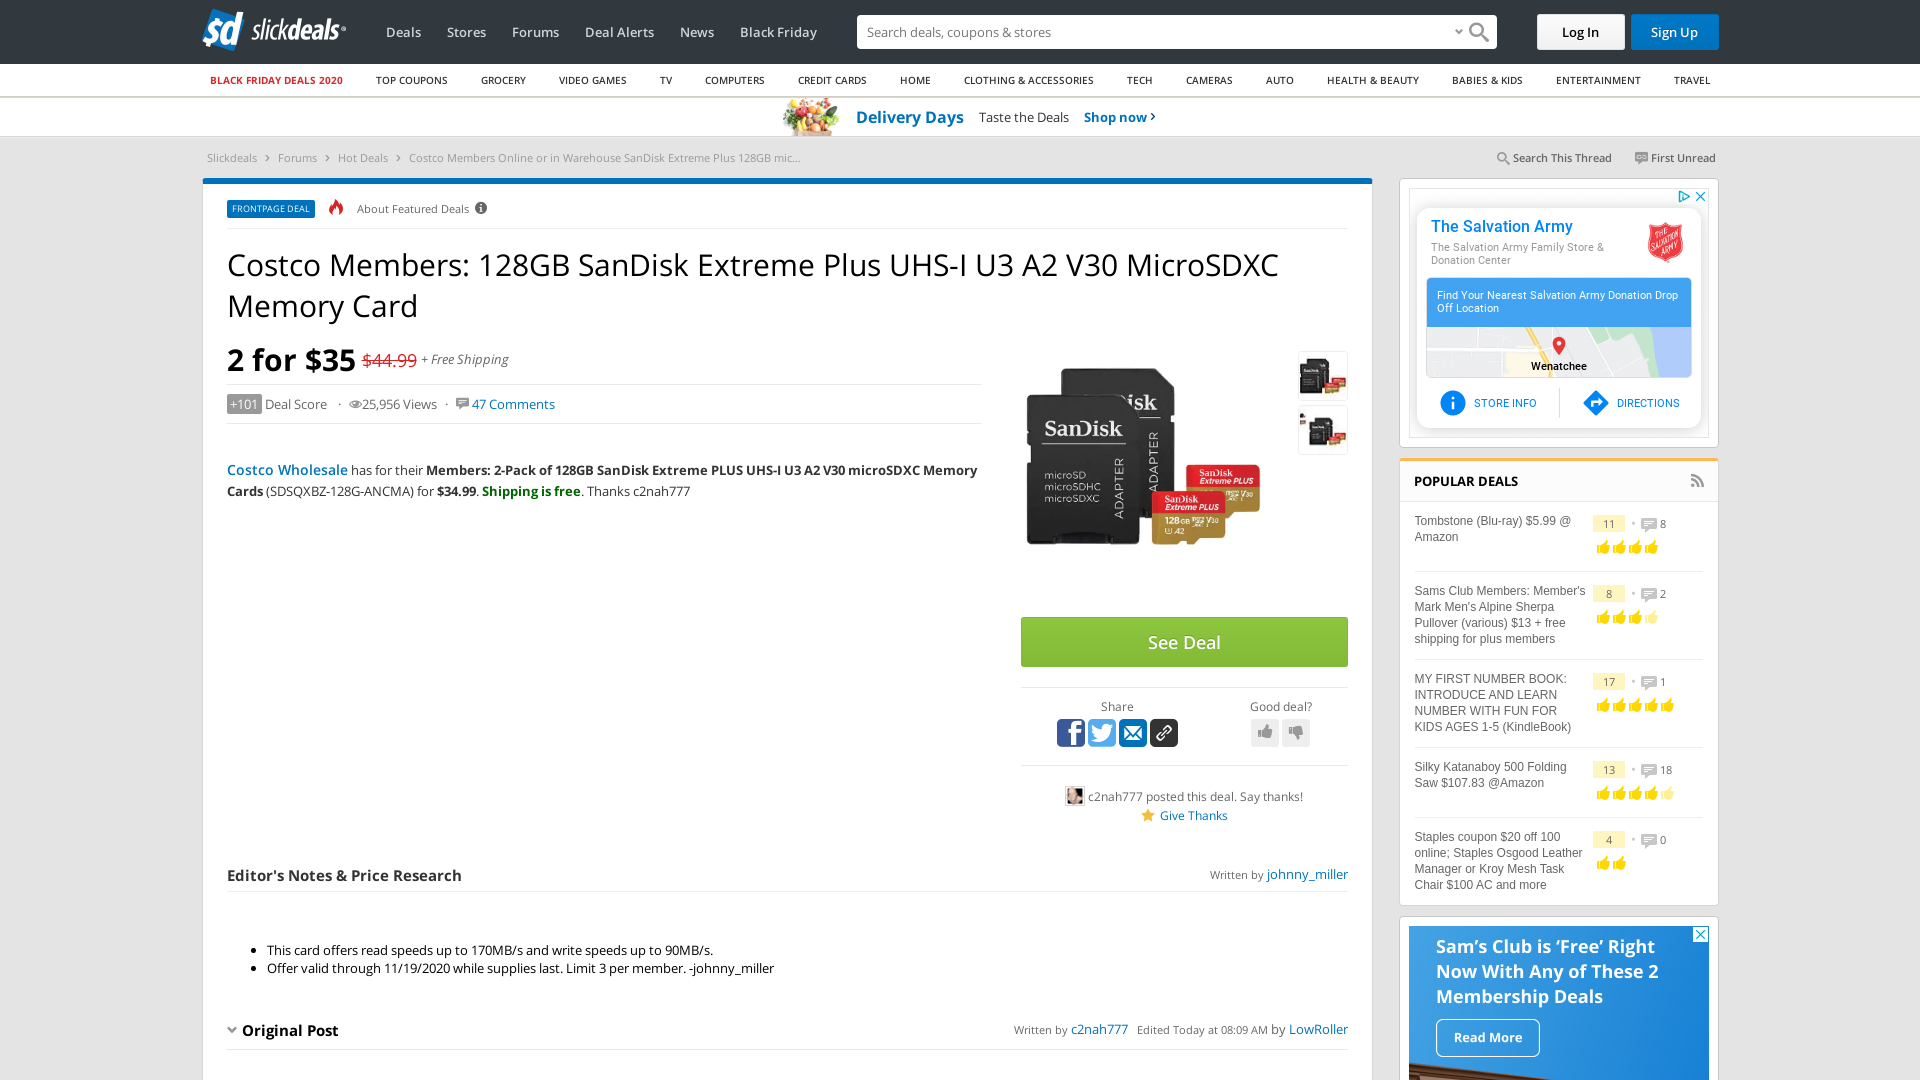 sd slickdeals
Deals Stores Forums Deal Alerts News Black Friday
Search deals, coupons & stores
Log In
Sign Up
BLACK FRIDAY DEALS 2020 TOP COUPONS GROCERY VIDEO GAMES TV COMPUTERS CREDIT CARDS HOME CLOTHING & ACCESSORIES TECH CAMERAS AUTO HEALTH & BEAUTY BABIES & KIDS ENTERTAINMENT TRAVEL
Delivery Days Taste the Deals Shop now
Slickdeals Forums Hot Deals Costco Members Online or in Warehouse SanDisk Extreme Plus 128GB mic...
Search This Thread First Unread
FRONTPAGE DEAL About Featured Deals
Costco Members: 128GB SanDisk Extreme Plus UHS-I U3 A2 V30 MicroSDXC
Memory Card
2 for $35 $44.99 + Free Shipping
+101 Deal Score · 25,956 Views · 47 Comments
Costco Wholesale has for their Members: 2-Pack of 128GB SanDisk Extreme PLUS UHS-I U3 A2 V30 microSDXC Memory
Cards (SDSQXBZ-128G-ANCMA) for $34.99. Shipping is free. Thanks c2nah777
SanDisk
microSD
microSDHC
microSDXC
ADAPTER
ADAPTER
SanDisk
Extreme PLUS
SanDisk
Extreme PLUS
128GB
A2
See Deal
Share
Good deal?
c2nah777 posted this deal. Say thanks!
Give Thanks
Editor's Notes & Price Research
Written by johnny_miller
This card offers read speeds up to 170MB/s and write speeds up to 90MB/s.
Offer valid through 11/19/2020 while supplies last. Limit 3 per member. -johnny_miller
Original Post
Written by c2nah777 Edited Today at 08:09 AM by LowRoller
The Salvation Army
The Salvation Army Family Store &
Donation Center
THE SALVATION ARMY
Find Your Nearest Salvation Army Donation Drop
Off Location
Wenatchee
STORE INFO
DIRECTIONS
POPULAR DEALS
Tombstone (Blu-ray) $5.99 @
Amazon
11 • 8
Sams Club Members: Member's
Mark Men's Alpine Sherpa
Pullover (various) $13 + free
shipping for plus members
8 • 2
MY FIRST NUMBER BOOK:
INTRODUCE AND LEARN
NUMBER WITH FUN FOR
KIDS AGES 1-5 (KindleBook)
17 • 1
Silky Katanaboy 500 Folding
Saw $107.83 @Amazon
13 • 18
Staples coupon $20 off 100
online; Staples Osgood Leather
Manager or Kroy Mesh Task
Chair $100 AC and more
4 • 0
Sam's Club is ‘Free’ Right
Now With Any of These 2
Membership Deals
Read More